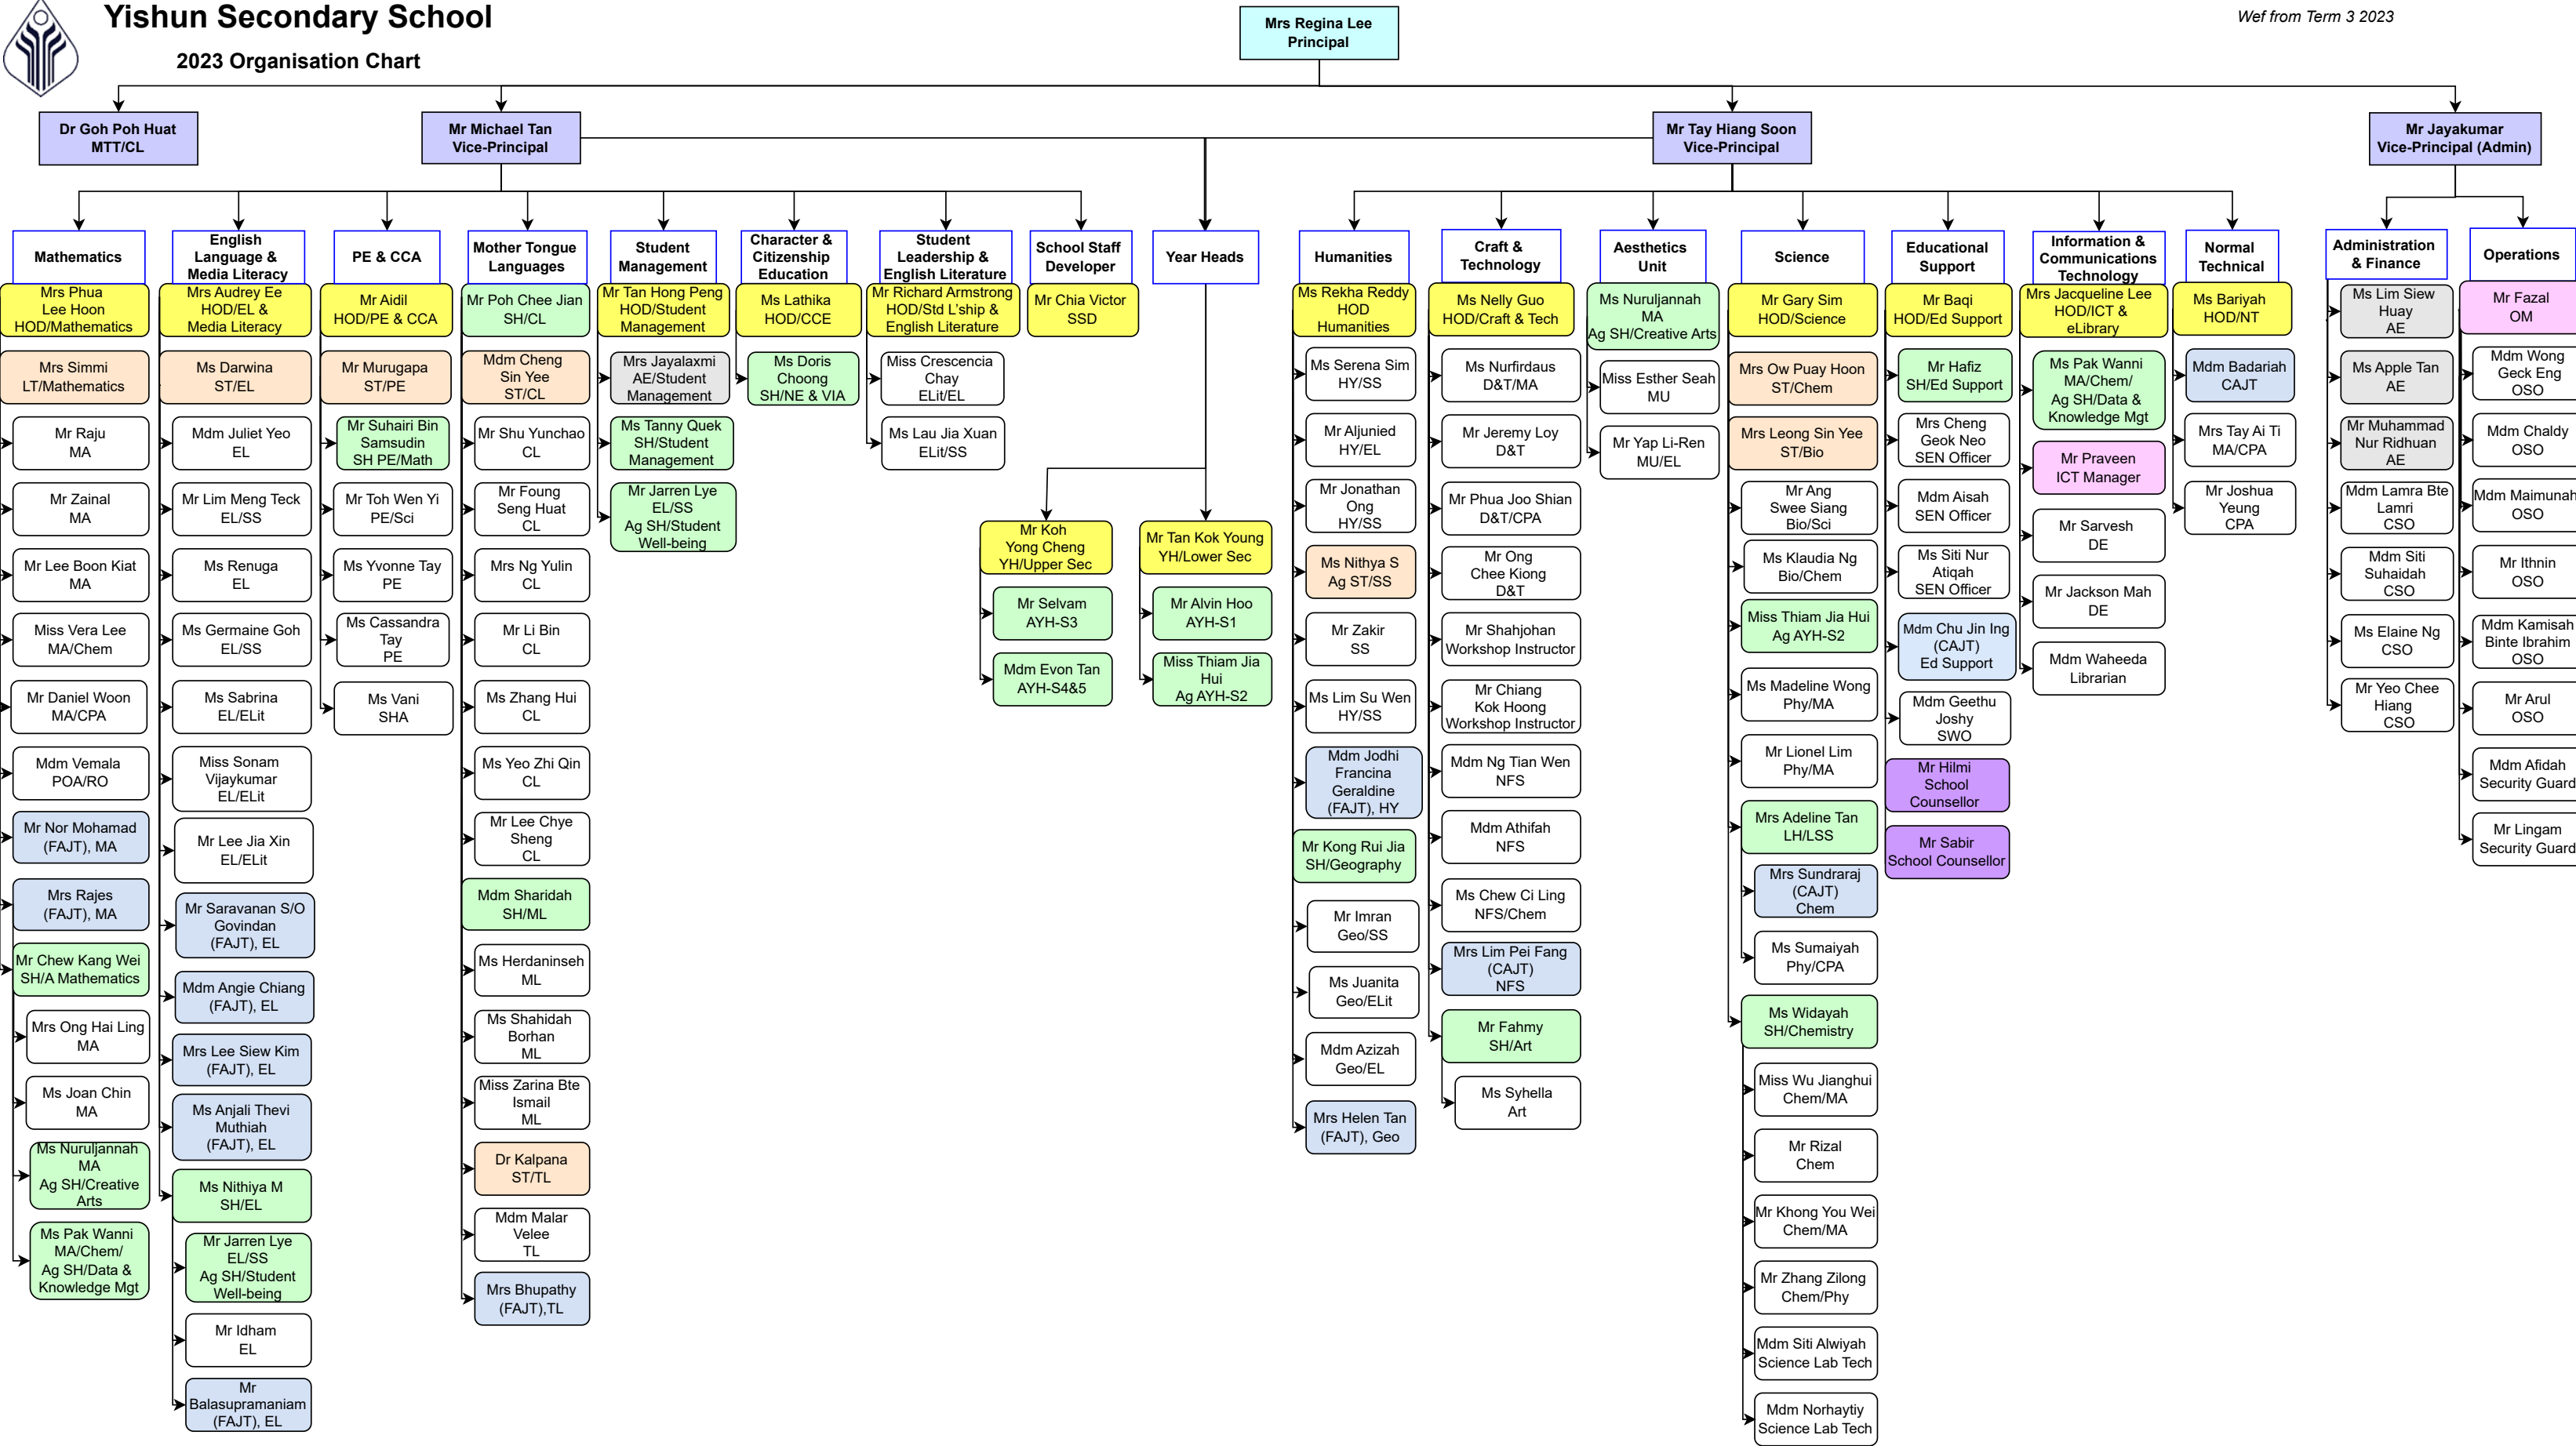 Yishun Secondary School
2023 Organisation Chart
Wef from Term 3 2023
Mrs Regina Lee
Principal
Dr Goh Poh Huat
MTT/CL
Mr Michael Tan
Vice-Principal
Mr Tay Hiang Soon
Vice-Principal
Mr Jayakumar
Vice-Principal (Admin)
Mathematics
Mrs Phua
Lee Hoon
HOD/Mathematics
Mrs Simmi
LT/Mathematics
Mr Raju
MA
Mr Zainal
MA
Mr Lee Boon Kiat
MA
Miss Vera Lee
MA/Chem
Mr Daniel Woon
MA/CPA
Mdm Vemala
POA/RO
Mr Nor Mohamad
(FAJT), MA
Mrs Rajes
(FAJT), MA
Mr Chew Kang Wei
SH/A Mathematics
Mrs Ong Hai Ling
MA
Ms Joan Chin
MA
Ms Nuruljannah
MA
Ag SH/Creative
Arts
Ms Pak Wanni
MA/Chem/
Ag SH/Data &
Knowledge Mgt
English
Language &
Media Literacy
Mrs Audrey Ee
HOD/EL &
Media Literacy
Ms Darwina
ST/EL
Mdm Juliet Yeo
EL
Mr Lim Meng Teck
EL/SS
Ms Renuga
EL
Ms Germaine Goh
EL/SS
Ms Sabrina
EL/ELit
Miss Sonam
Vijaykumar
EL/ELit
Mr Lee Jia Xin
EL/ELit
Mr Saravanan S/O
Govindan
(FAJT), EL
Mdm Angie Chiang
(FAJT), EL
Mrs Lee Siew Kim
(FAJT), EL
Ms Anjali Thevi
Muthiah
(FAJT), EL
Ms Nithiya M
SH/EL
Mr Jarren Lye
EL/SS
Ag SH/Student
Well-being
Mr Idham
EL
Mr
Balasupramaniam
(FAJT), EL
PE & CCA
Mr Aidil
HOD/PE & CCA
Mr Murugapa
ST/PE
Mr Suhairi Bin
Samsudin
SH PE/Math
Mr Toh Wen Yi
PE/Sci
Ms Yvonne Tay
PE
Ms Cassandra
Tay
PE
Ms Vani
SHA
Mother Tongue
Languages
Mr Poh Chee Jian
SH/CL
Mdm Cheng
Sin Yee
ST/CL
Mr Shu Yunchao
CL
Mr Foung
Seng Huat
CL
Mrs Ng Yulin
CL
Mr Li Bin
CL
Ms Zhang Hui
CL
Ms Yeo Zhi Qin
CL
Mr Lee Chye
Sheng
CL
Mdm Sharidah
SH/ML
Ms Herdaninseh
ML
Ms Shahidah
Borhan
ML
Miss Zarina Bte
Ismail
ML
Dr Kalpana
ST/TL
Mdm Malar
Velee
TL
Mrs Bhupathy
(FAJT),TL
Student
Management
Mr Tan Hong Peng
HOD/Student
Management
Mrs Jayalaxmi
AE/Student
Management
Ms Tanny Quek
SH/Student
Management
Mr Jarren Lye
EL/SS
Ag SH/Student
Well-being
Character &
Citizenship
Education
Ms Lathika
HOD/CCE
Ms Doris
Choong
SH/NE & VIA
Student
Leadership &
English Literature
Mr Richard Armstrong
HOD/Std L'ship &
English Literature
Miss Crescencia
Chay
ELit/EL
Ms Lau Jia Xuan
ELit/SS
School Staff
Developer
Mr Chia Victor
SSD
Year Heads
Mr Koh
Yong Cheng
YH/Upper Sec
Mr Selvam
AYH-S3
Mdm Evon Tan
AYH-S4&5
Mr Tan Kok Young
YH/Lower Sec
Mr Alvin Hoo
AYH-S1
Miss Thiam Jia
Hui
Ag AYH-S2
Humanities
Ms Rekha Reddy
HOD
Humanities
Ms Serena Sim
HY/SS
Mr Aljunied
HY/EL
Mr Jonathan
Ong
HY/SS
Ms Nithya S
Ag ST/SS
Mr Zakir
SS
Ms Lim Su Wen
HY/SS
Mdm Jodhi
Francina
Geraldine
(FAJT), HY
Mr Kong Rui Jia
SH/Geography
Mr Imran
Geo/SS
Ms Juanita
Geo/ELit
Mdm Azizah
Geo/EL
Mrs Helen Tan
(FAJT), Geo
Craft &
Technology
Ms Nelly Guo
HOD/Craft & Tech
Ms Nurfirdaus
D&T/MA
Mr Jeremy Loy
D&T
Mr Phua Joo Shian
D&T/CPA
Mr Ong
Chee Kiong
D&T
Mr Shahjohan
Workshop Instructor
Mr Chiang
Kok Hoong
Workshop Instructor
Mdm Ng Tian Wen
NFS
Mdm Athifah
NFS
Ms Chew Ci Ling
NFS/Chem
Mrs Lim Pei Fang
(CAJT)
NFS
Mr Fahmy
SH/Art
Ms Syhella
Art
Aesthetics
Unit
Ms Nuruljannah
MA
Ag SH/Creative Arts
Miss Esther Seah
MU
Mr Yap Li-Ren
MU/EL
Science
Mr Gary Sim
HOD/Science
Mrs Ow Puay Hoon
ST/Chem
Mrs Leong Sin Yee
ST/Bio
Mr Ang
Swee Siang
Bio/Sci
Ms Klaudia Ng
Bio/Chem
Miss Thiam Jia Hui
Ag AYH-S2
Ms Madeline Wong
Phy/MA
Mr Lionel Lim
Phy/MA
Mrs Adeline Tan
LH/LSS
Mrs Sundraraj
(CAJT)
Chem
Ms Sumaiyah
Phy/CPA
Ms Widayah
SH/Chemistry
Miss Wu Jianghui
Chem/MA
Mr Rizal
Chem
Mr Khong You Wei
Chem/MA
Mr Zhang Zilong
Chem/Phy
Mdm Siti Alwiyah
Science Lab Tech
Mdm Norhaytiy
Science Lab Tech
Educational
Support
Mr Baqi
HOD/Ed Support
Mr Hafiz
SH/Ed Support
Mrs Cheng
Geok Neo
SEN Officer
Mdm Aisah
SEN Officer
Ms Siti Nur
Atiqah
SEN Officer
Mdm Chu Jin Ing
(CAJT)
Ed Support
Mdm Geethu
Joshy
SWO
Mr Hilmi
School
Counsellor
Mr Sabir
School Counsellor
Information &
Communications
Technology
Mrs Jacqueline Lee
HOD/ICT &
eLibrary
Ms Pak Wanni
MA/Chem/
Ag SH/Data &
Knowledge Mgt
Mr Praveen
ICT Manager
Mr Sarvesh
DE
Mr Jackson Mah
DE
Mdm Waheeda
Librarian
Normal
Technical
Ms Bariyah
HOD/NT
Mdm Badariah
CAJT
Mrs Tay Ai Ti
MA/CPA
Mr Joshua
Yeung
CPA
Administration
& Finance
Ms Lim Siew
Huay
AE
Ms Apple Tan
AE
Mr Muhammad
Nur Ridhuan
AE
Mdm Lamra Bte
Lamri
CSO
Mdm Siti
Suhaidah
CSO
Ms Elaine Ng
CSO
Mr Yeo Chee
Hiang
CSO
Operations
Mr Fazal
OM
Mdm Wong
Geck Eng
OSO
Mdm Chaldy
OSO
Mdm Maimunah
OSO
Mr Ithnin
OSO
Mdm Kamisah
Binte Ibrahim
OSO
Mr Arul
OSO
Mdm Afidah
Security Guard
Mr Lingam
Security Guard